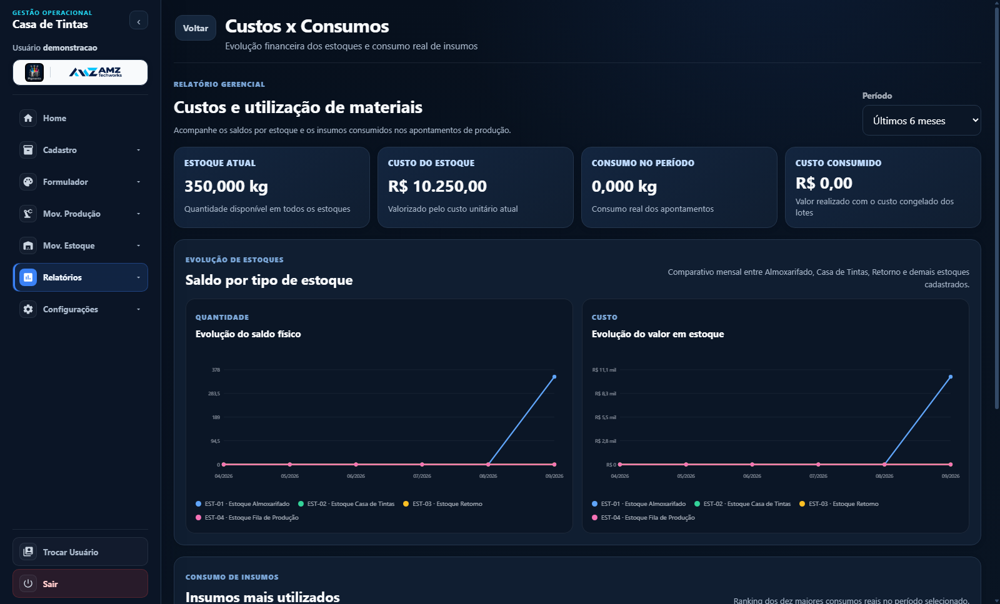 GESTÃO OPERACIONAL
Casa de Tintas
‹
Usuário demonstracao
Pigmento
AMZ
Techworks
Home
Cadastro
Formulador
Mov. Produção
Mov. Estoque
Relatórios
Configurações
Trocar Usuário
Sair
Voltar
Custos x Consumos
Evolução financeira dos estoques e consumo real de insumos
RELATÓRIO GERENCIAL
Custos e utilização de materiais
Acompanhe os saldos por estoque e os insumos consumidos nos apontamentos de produção.
Período
Últimos 6 meses
ESTOQUE ATUAL
350,000 kg
Quantidade disponível em todos os estoques
CUSTO DO ESTOQUE
R$ 10.250,00
Valorizado pelo custo unitário atual
CONSUMO NO PERÍODO
0,000 kg
Consumo real dos apontamentos
CUSTO CONSUMIDO
R$ 0,00
Valor realizado com o custo congelado dos
lotes
EVOLUÇÃO DE ESTOQUES
Saldo por tipo de estoque
Comparativo mensal entre Almoxarifado, Casa de Tintas, Retorno e demais estoques
cadastrados.
QUANTIDADE
Evolução do saldo físico
378
283,5
189
94,5
0
04/2026 05/2026 06/2026 07/2026 08/2026 09/2026
EST-01 · Estoque Almoxarifado EST-02 · Estoque Casa de Tintas EST-03 · Estoque Retorno
EST-04 · Estoque Fila de Produção
CUSTO
Evolução do valor em estoque
R$ 11,1 mil
R$ 8,3 mil
R$ 5,5 mil
R$ 2,8 mil
R$ 0
04/2026 05/2026 06/2026 07/2026 08/2026 09/2026
EST-01 · Estoque Almoxarifado EST-02 · Estoque Casa de Tintas EST-03 · Estoque Retorno
EST-04 · Estoque Fila de Produção
CONSUMO DE INSUMOS
Insumos mais utilizados
Ranking dos dez maiores consumos reais no período selecionado.